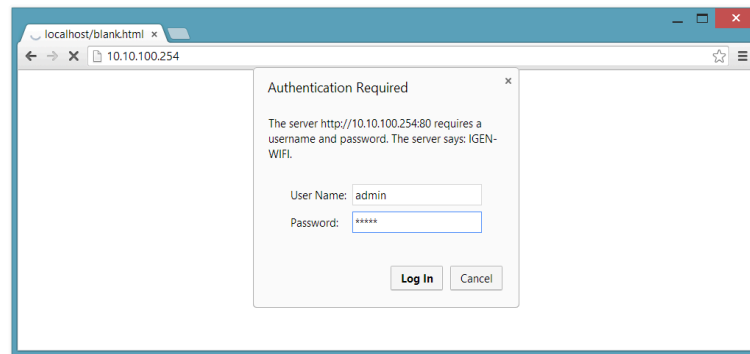 localhost/blank.html
10.10.100.254
Authentication Required
The server http://10.10.100.254:80 requires a
username and password. The server says: IGEN-
WIFI.
User Name: admin
Password: *****
Log In Cancel